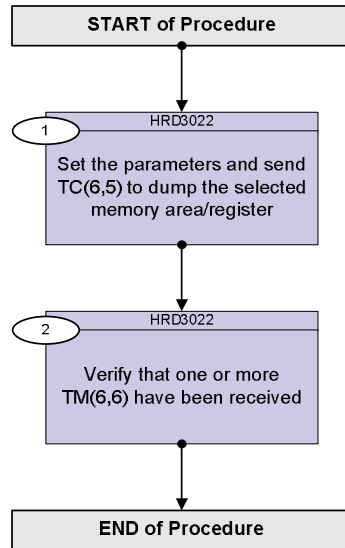 START of Procedure
HRD3022
1
Set the parameters and send
TC(6,5) to dump the selected
memory area/register
HRD3022
2
Verify that one or more
TM(6,6) have been received
END of Procedure